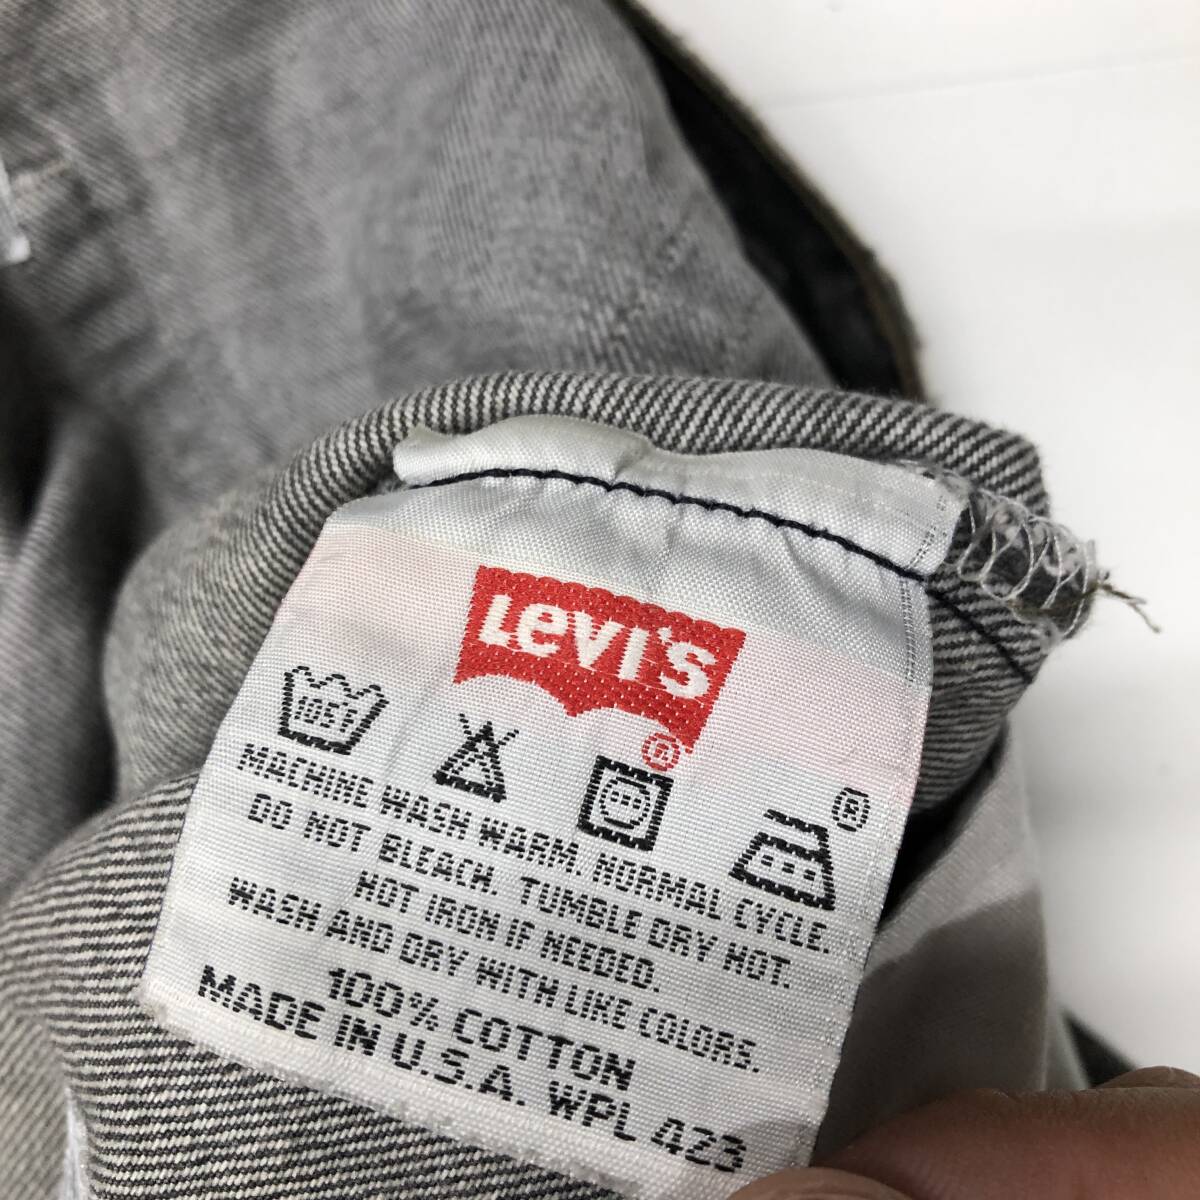 Levi's
®
105F
®
MACHINE WASH WARM. NORMAL CYCLE.
DO NOT BLEACH. TUMBLE DRY HOT.
HOT IRON IF NEEDED.
WASH AND DRY WITH LIKE COLORS.
100% COTTON
MADE IN U.S.A. WPL 423